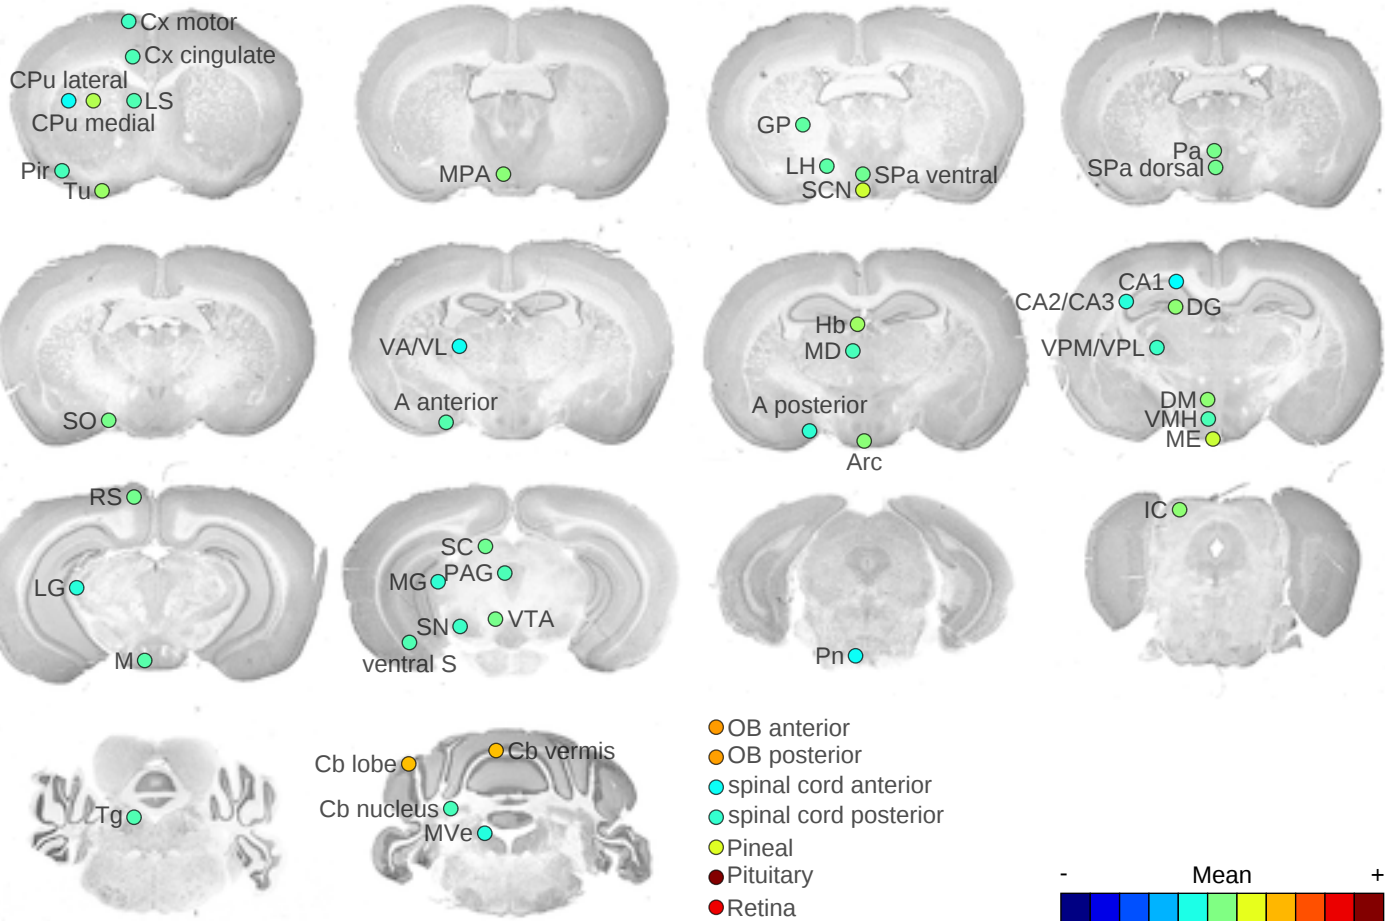 Cx motor
Cx cingulate
CPu lateral
LS
CPu medial
Pir
Tu
MPA
GP
LH
SPa ventral
SCN
Pa
SPa dorsal
SO
VA/VL
A anterior
Hb
MD
A posterior
Arc
CA1
CA2/CA3
DG
VPM/VPL
DM
VMH
ME
RS
LG
M
SC
PAG
MG
VTA
SN
ventral S
Pn
IC
Tg
Cb vermis
Cb lobe
Cb nucleus
MVe
OB anterior
OB posterior
spinal cord anterior
spinal cord posterior
Pineal
Pituitary
Retina
- Mean +